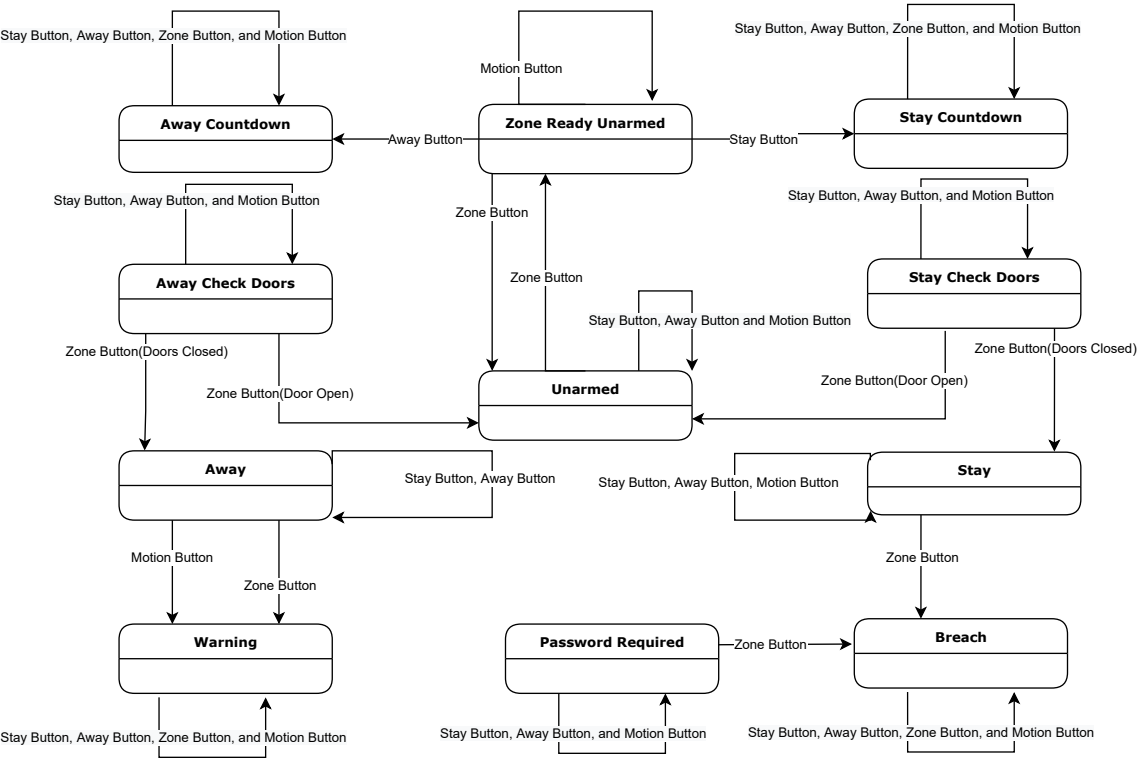 Stay Button, Away Button, Zone Button, and Motion Button
Motion Button
Stay Button, Away Button, Zone Button, and Motion Button
Away Countdown
Away Button
Zone Ready Unarmed
Stay Button
Stay Countdown
Stay Button, Away Button, and Motion Button
Zone Button
Stay Button, Away Button, and Motion Button
Away Check Doors
Zone Button
Stay Check Doors
Stay Button, Away Button and Motion Button
Zone Button(Doors Closed)
Zone Button(Doors Closed)
Zone Button(Door Open)
Unarmed
Zone Button(Door Open)
Away
Stay Button, Away Button
Stay Button, Away Button, Motion Button
Stay
Motion Button
Zone Button
Zone Button
Warning
Password Required
Zone Button
Breach
Stay Button, Away Button, Zone Button, and Motion Button
Stay Button, Away Button, and Motion Button
Stay Button, Away Button, Zone Button, and Motion Button